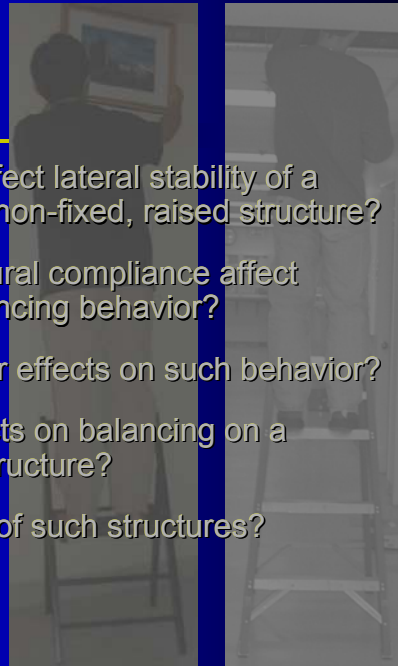 fect lateral stability of a
non-fixed, raised structure?
ural compliance affect
ncing behavior?
r effects on such behavior?
ts on balancing on a
ructure?
of such structures?